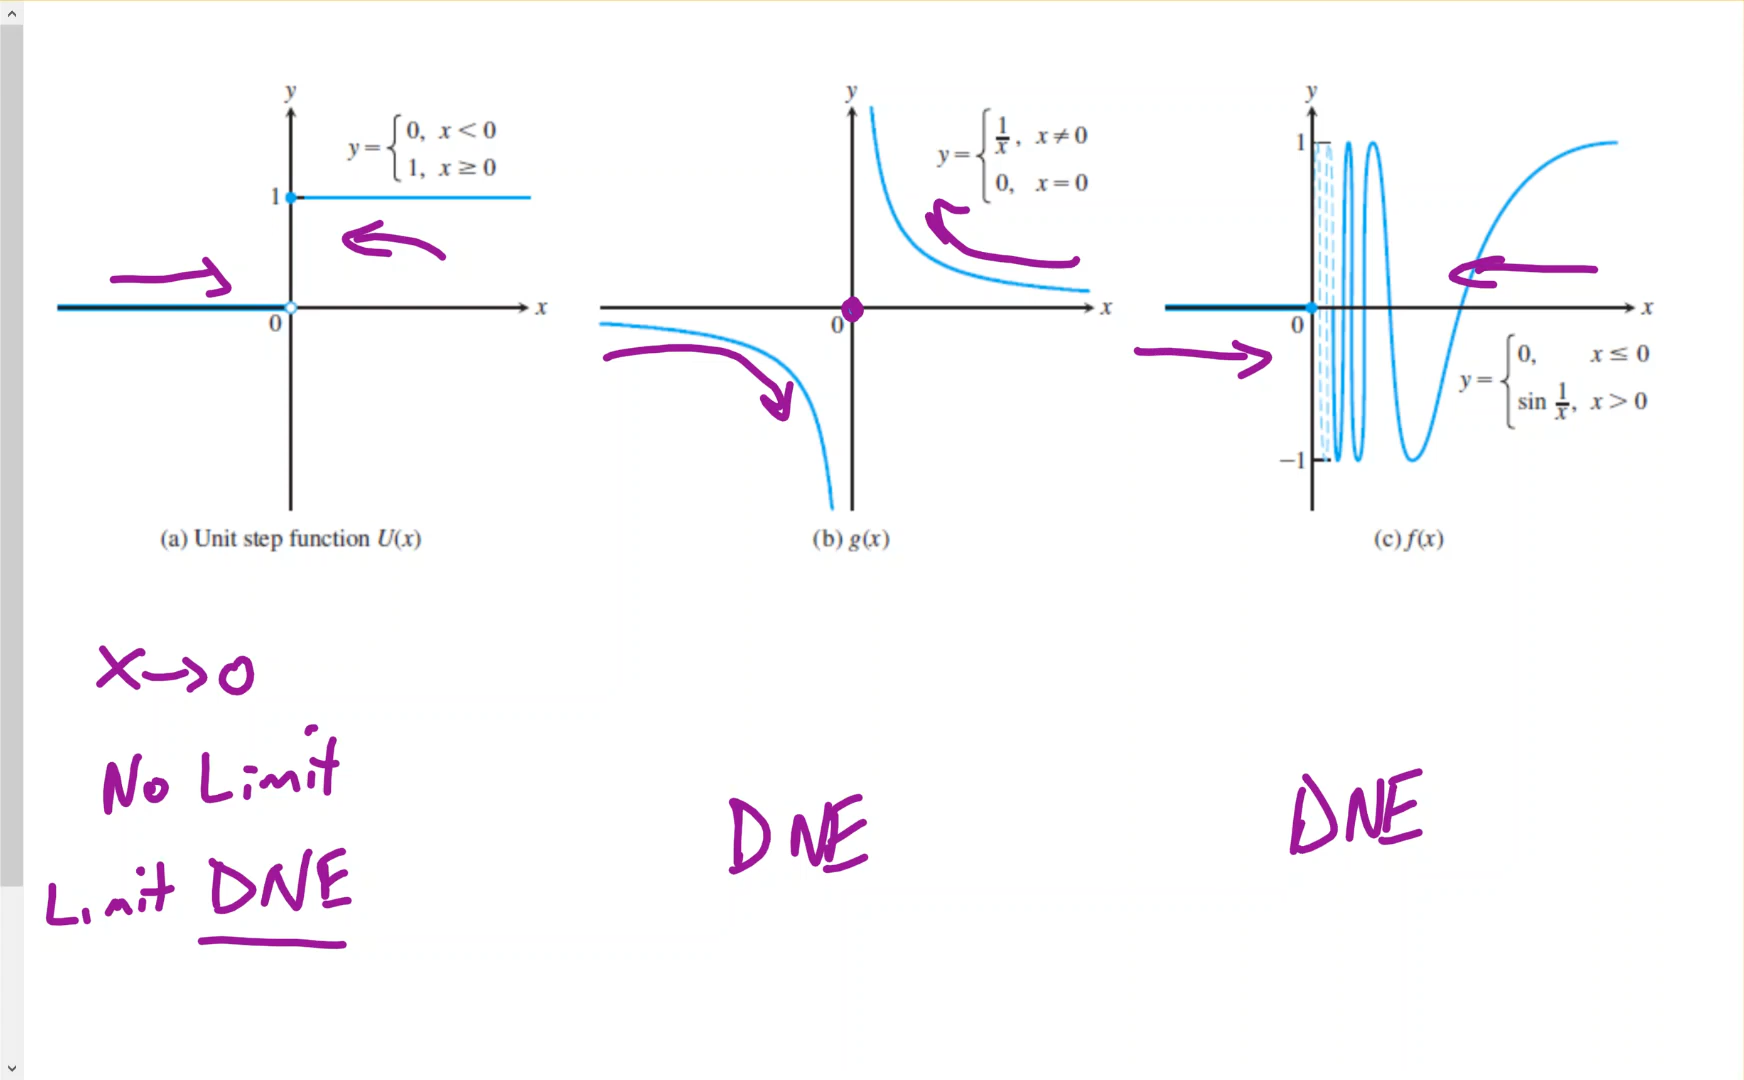 y
y = { 0, x < 0
1, x ≥ 0
1
0
x
(a) Unit step function U(x)
y
y = { 1/x, x ≠ 0
0, x = 0
0
x
(b) g(x)
y
1
0
x
y = { 0, x ≤ 0
sin 1/x, x > 0
−1
(c) f(x)
X→0
No Limit
Limit DNE
DNE
DNE